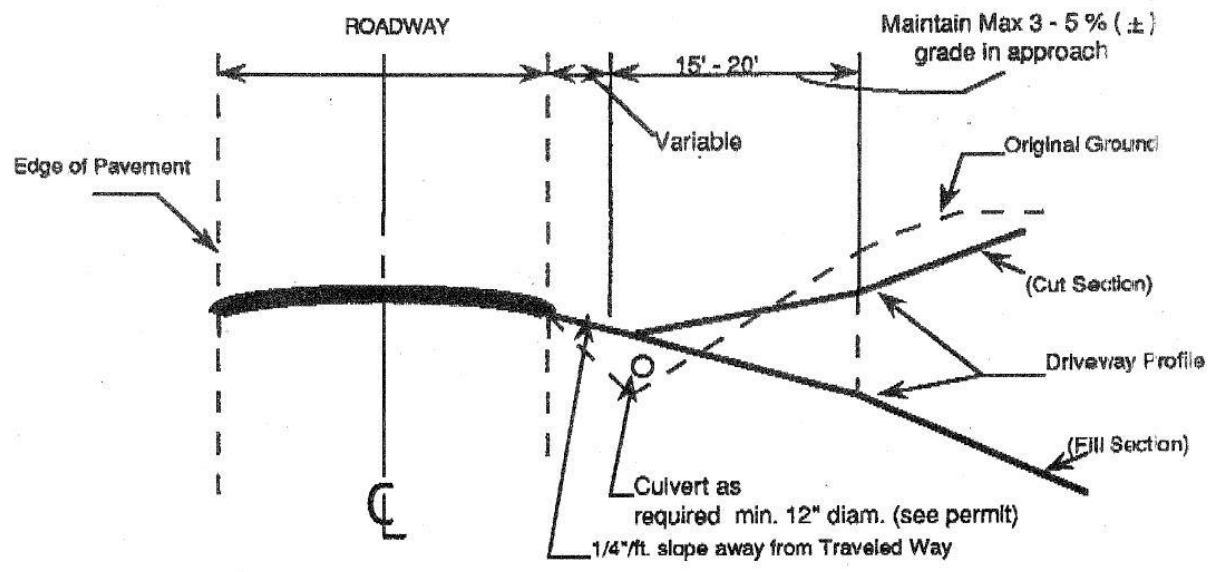 ROADWAY
Maintain Max 3 - 5 % ( ± )
grade in approach
15' - 20'
Variable
Original Ground
Edge of Pavement
(Cut Section)
Driveway Profile
(Fill Section)
Culvert as
required min. 12" diam. (see permit)
1/4"/ft. slope away from Traveled Way
℄